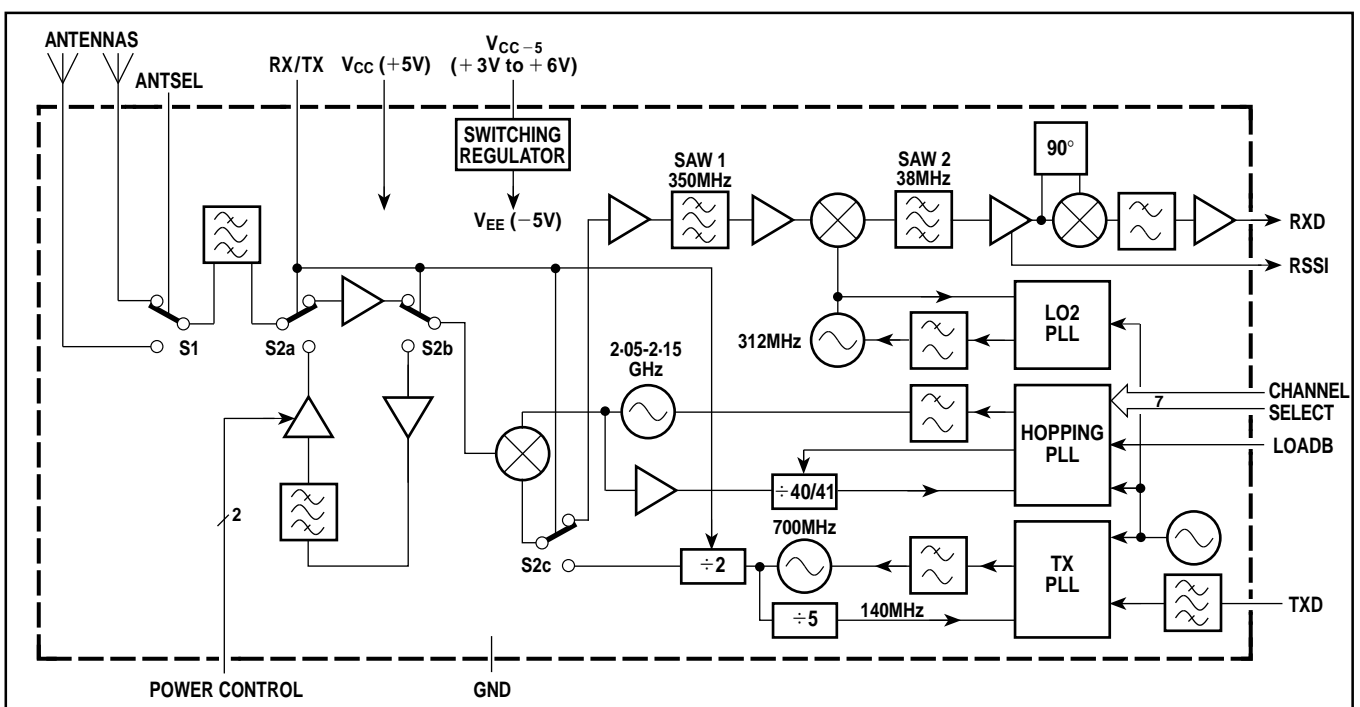 ANTENNAS
ANTSEL
RX/TX
VCC (+5V)
VCC−5
(+3V to +6V)
SWITCHING
REGULATOR
VEE (−5V)
SAW 1
350MHz
SAW 2
38MHz
90°
RXD
RSSI
S1
S2a
S2b
312MHz
LO2
PLL
2·05-2·15
GHz
HOPPING
PLL
7
CHANNEL
SELECT
LOADB
÷40/41
2
S2c
÷2
700MHz
÷5
140MHz
TX
PLL
TXD
POWER CONTROL
GND